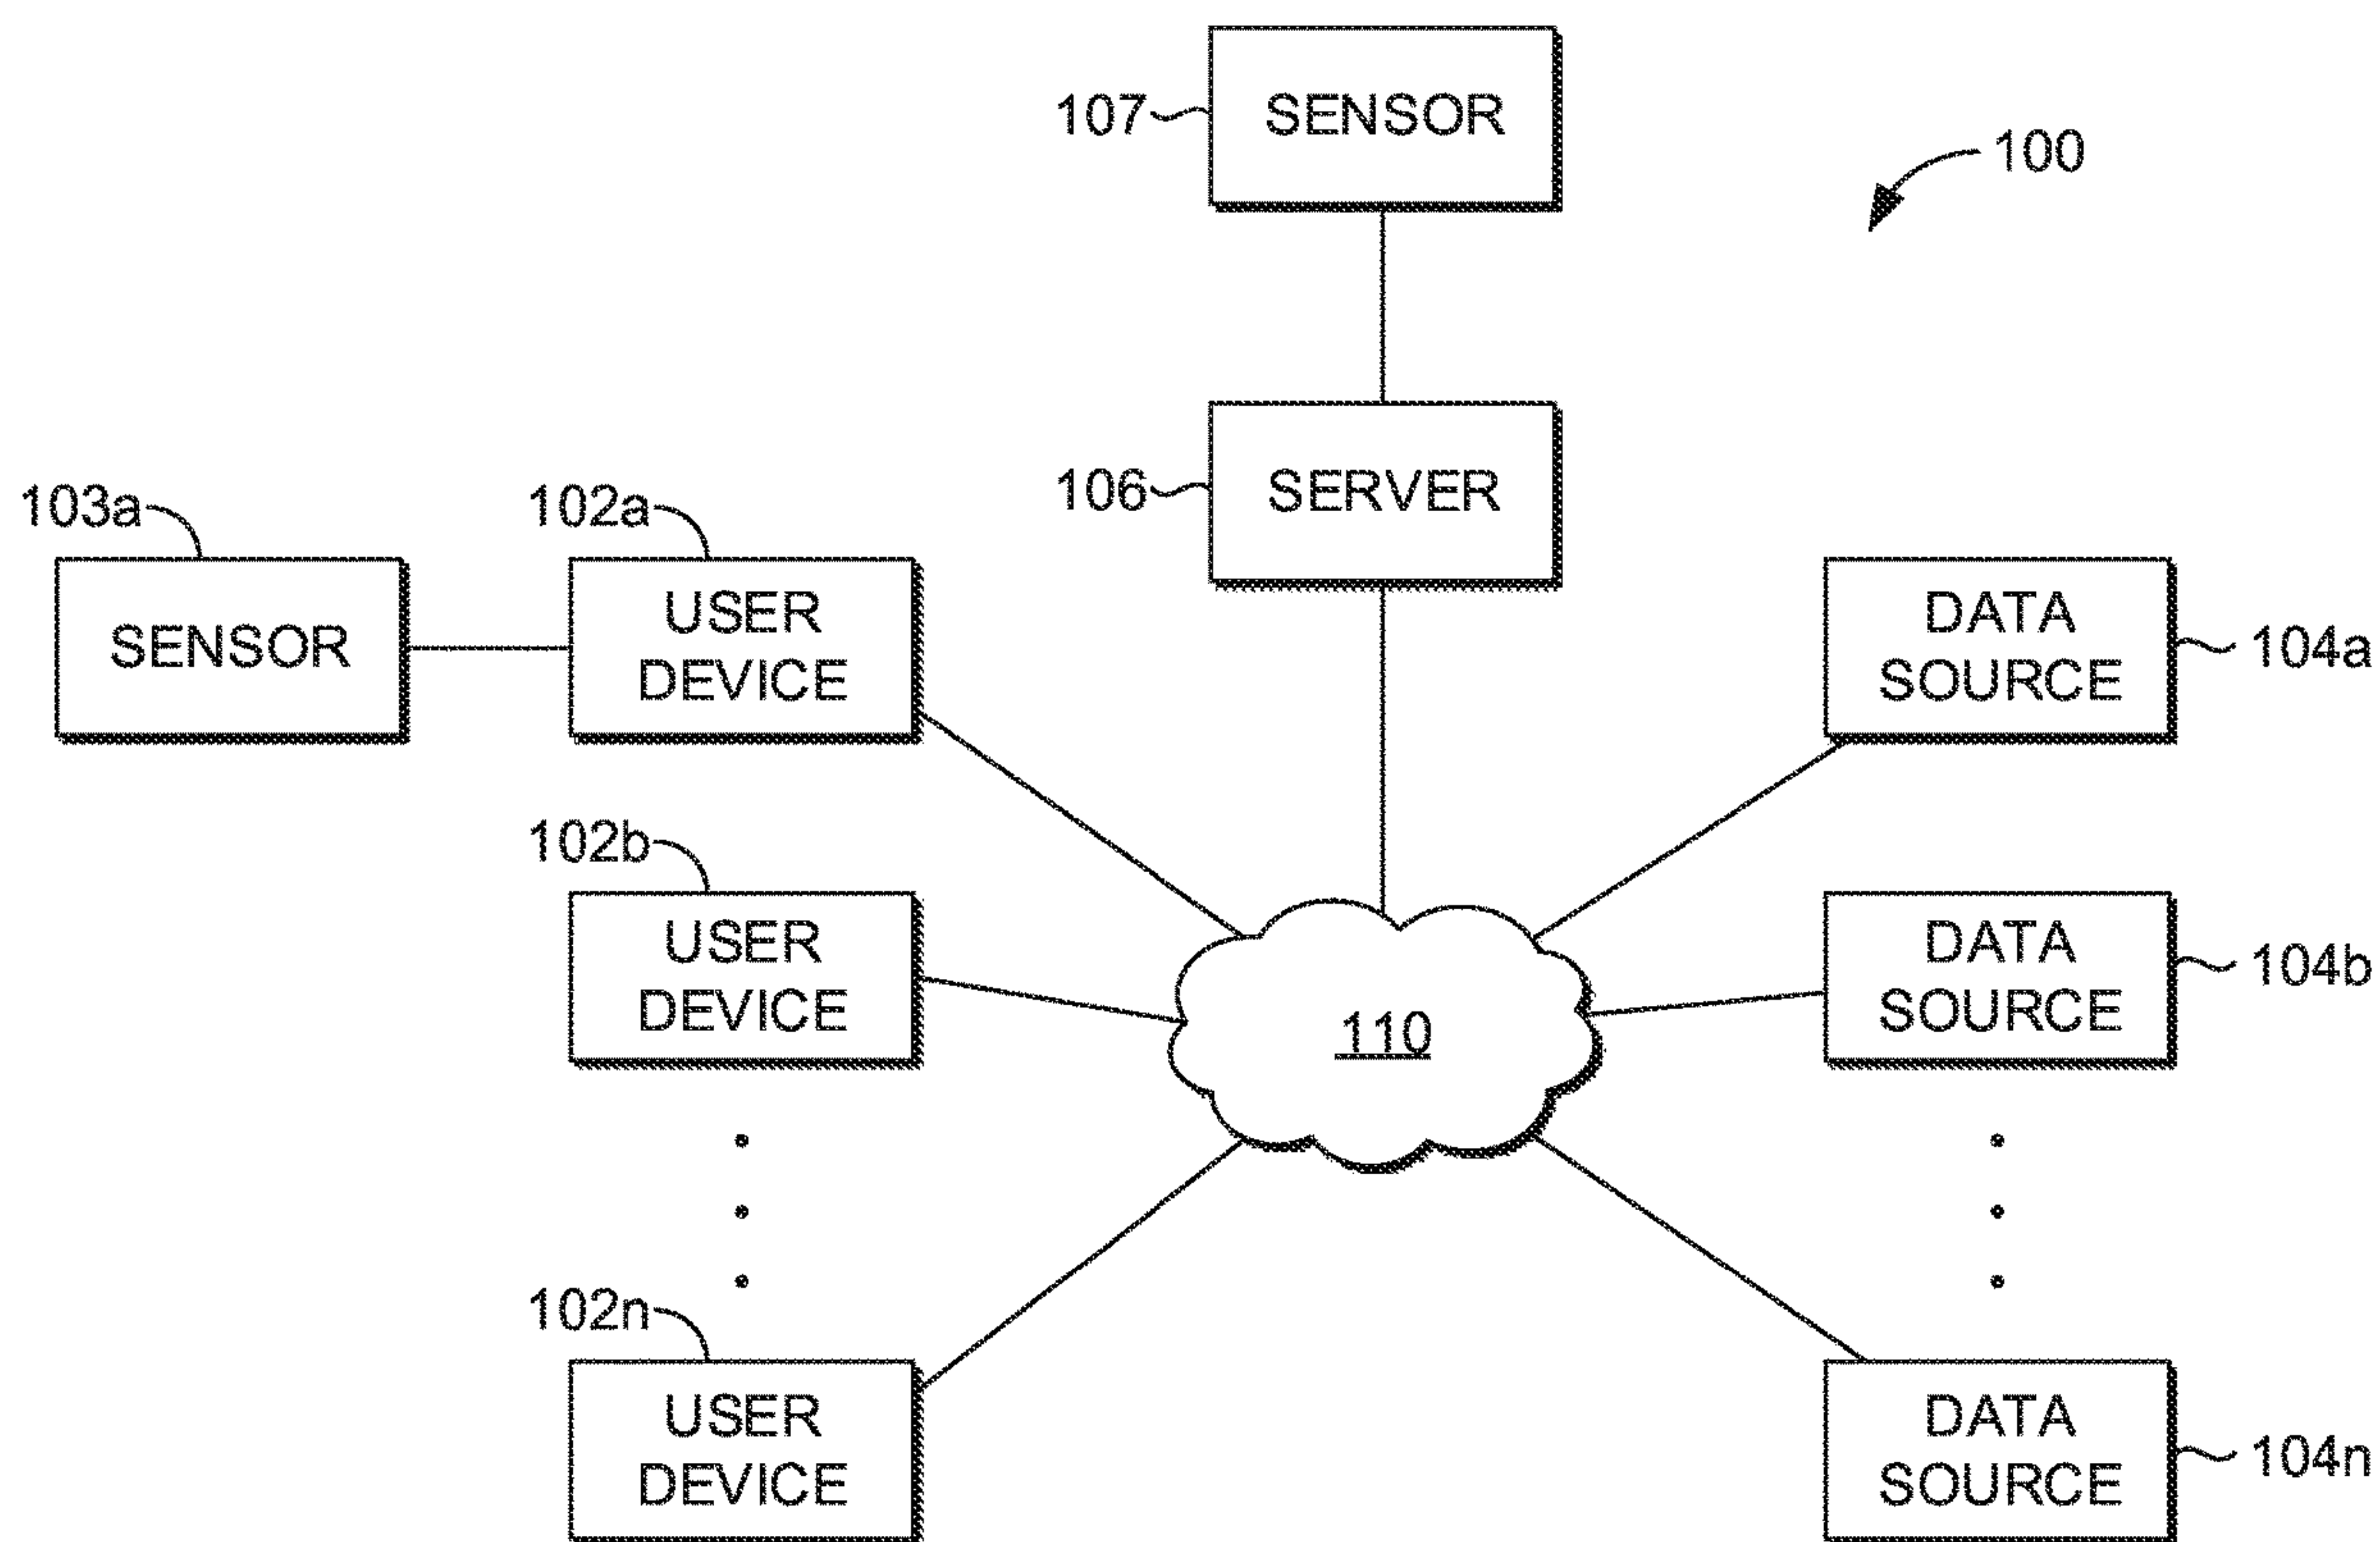 107
SENSOR
100
106
SERVER
103a
SENSOR
102a
USER
DEVICE
DATA
SOURCE
104a
102b
USER
DEVICE
110
DATA
SOURCE
104b
102n
USER
DEVICE
DATA
SOURCE
104n